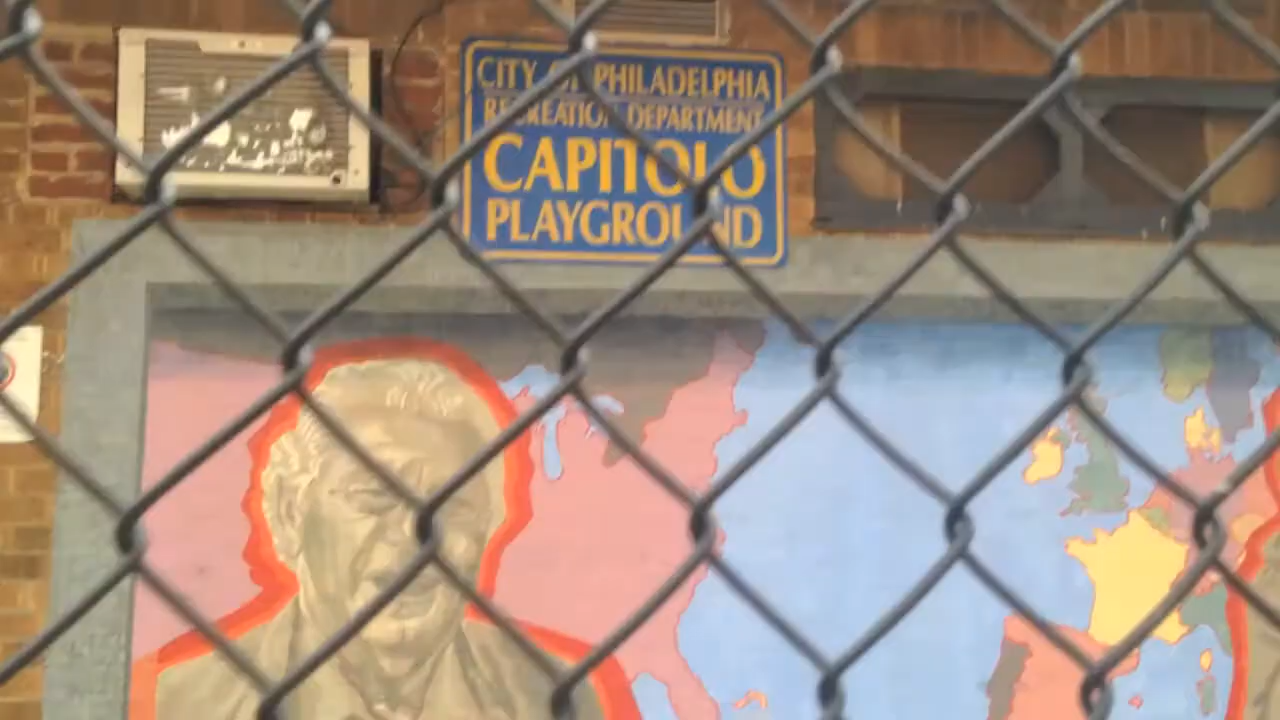 CITY OF PHILADELPHIA
RECREATION DEPARTMENT
CAPITOLO
PLAYGROUND